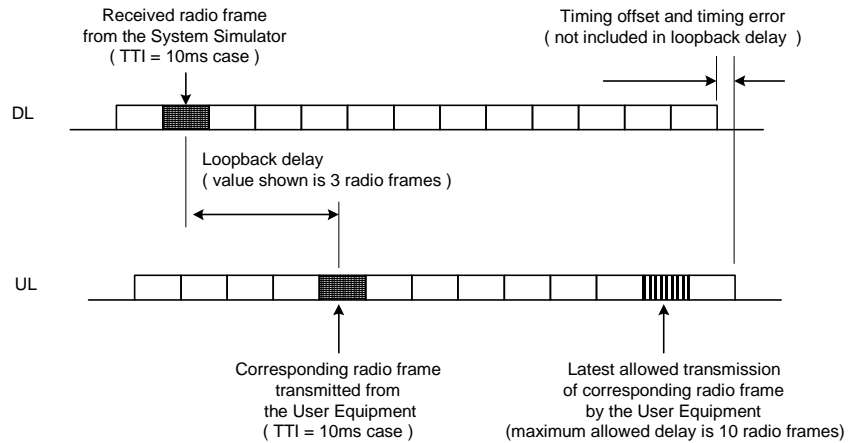 Received radio frame
from the System Simulator
( TTI = 10ms case )
Timing offset and timing error
( not included in loopback delay )
DL
Loopback delay
( value shown is 3 radio frames )
UL
Corresponding radio frame
transmitted from
the User Equipment
( TTI = 10ms case )
Latest allowed transmission
of corresponding radio frame
by the User Equipment
(maximum allowed delay is 10 radio frames)